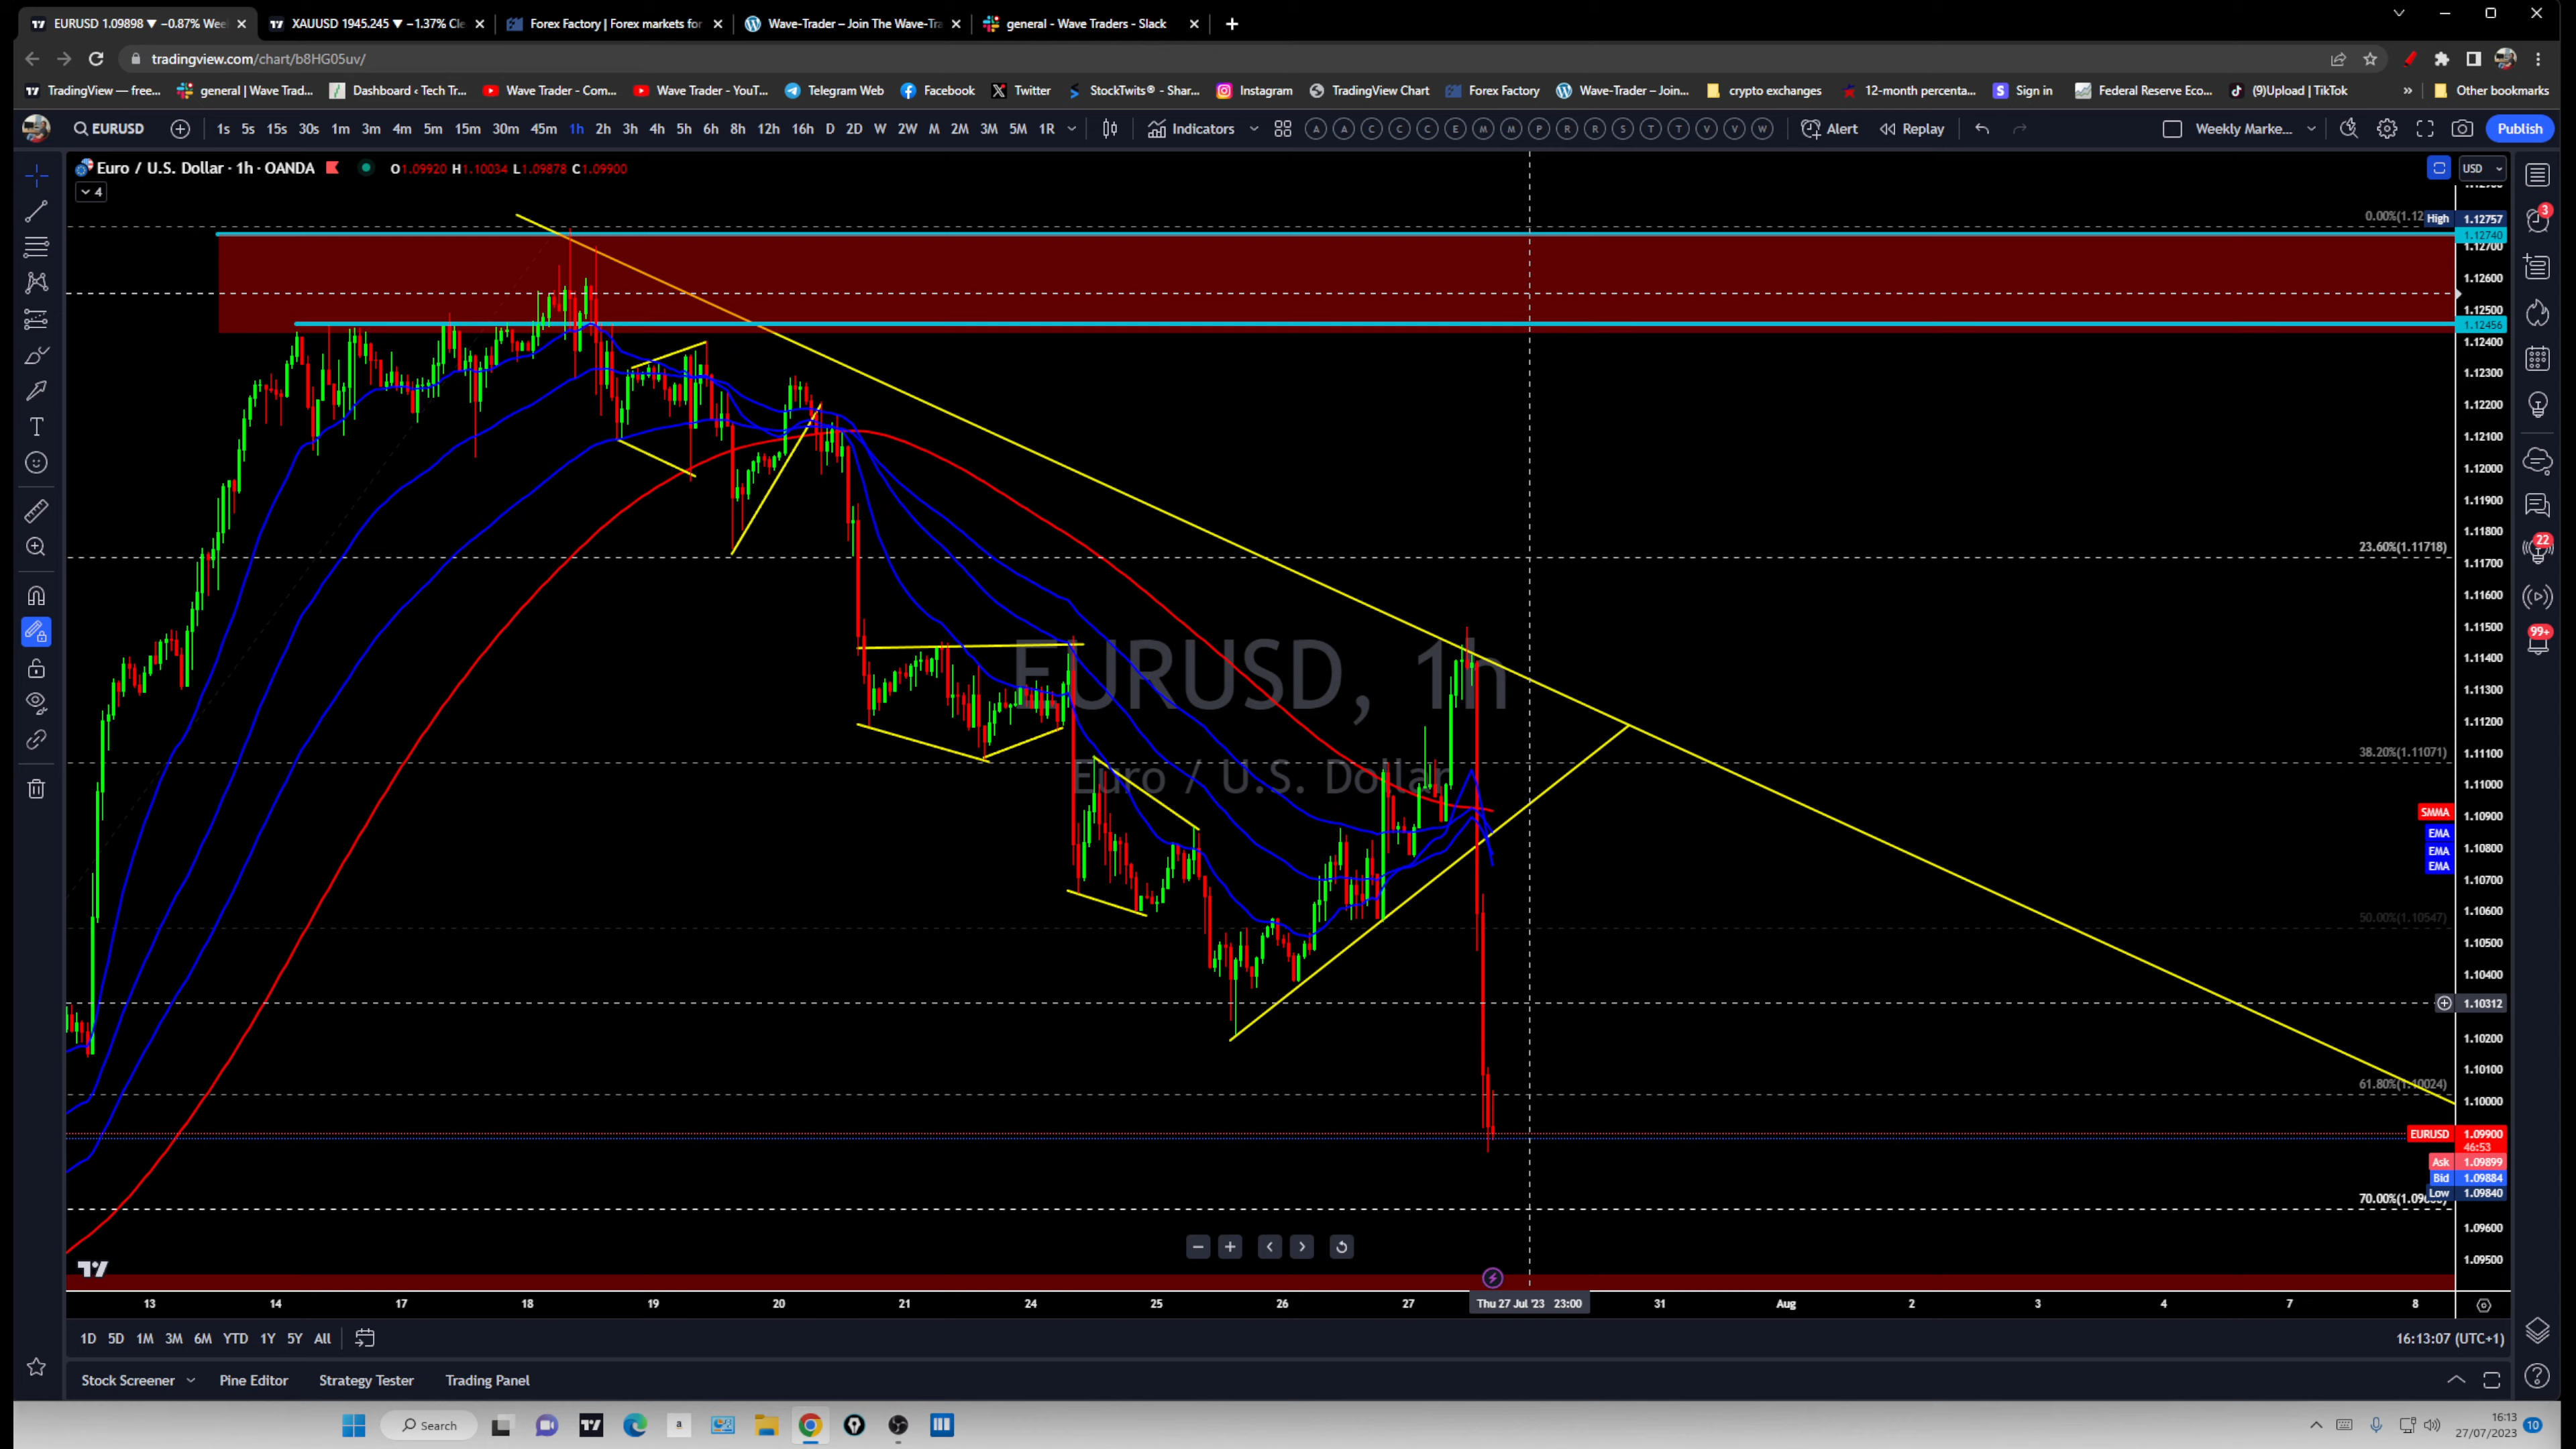 EURUSD 1.09898 ▼ −0.87% Wee
XAUUSD 1945.245 ▼ −1.37% Cle
Forex Factory | Forex markets for
Wave-Trader – Join The Wave-Tra
general - Wave Traders - Slack
tradingview.com/chart/b8HG05uv/
TradingView — free... general | Wave Trad... Dashboard ‹ Tech Tr... Wave Trader - Com... Wave Trader - YouT... Telegram Web Facebook Twitter StockTwits® - Shar... Instagram TradingView Chart Forex Factory Wave-Trader – Join... crypto exchanges 12-month percenta... Sign in Federal Reserve Eco... (9)Upload | TikTok » Other bookmarks
EURUSD 1s 5s 15s 30s 1m 3m 4m 5m 15m 30m 45m 1h 2h 3h 4h 5h 6h 8h 12h 16h D 2D W 2W M 2M 3M 5M 1R Indicators A A C C C E M M P R R S T T V V W Alert Replay Weekly Marke... Publish
Euro / U.S. Dollar · 1h · OANDA O1.09920 H1.10034 L1.09878 C1.09900
USD
4
0.00%(1.12
High 1.12757
1.12740
1.12700
1.12600
1.12500
1.12456
1.12400
1.12300
1.12200
1.12100
1.12000
1.11900
1.11800
23.60%(1.11718)
1.11700
1.11600
1.11500
1.11400
EURUSD, 1h
1.11300
1.11200
38.20%(1.11071)
1.11100
Euro / U.S. Dollar
1.11000
SMMA
1.10900
EMA
1.10800
EMA
EMA
1.10700
1.10600
50.00%(1.10547)
1.10500
1.10400
1.10312
1.10200
1.10100
61.80%(1.10024)
1.10000
EURUSD 1.09900
46:53
Ask 1.09899
Bid 1.09884
Low 1.09840
70.00%(1.09
1.09600
1.09500
3
22
99+
13 14 17 18 19 20 21 24 25 26 27 Thu 27 Jul '23 23:00 31 Aug 2 3 4 7 8
1D 5D 1M 3M 6M YTD 1Y 5Y All 16:13:07 (UTC+1)
Stock Screener Pine Editor Strategy Tester Trading Panel
Search
16:13
27/07/2023
10